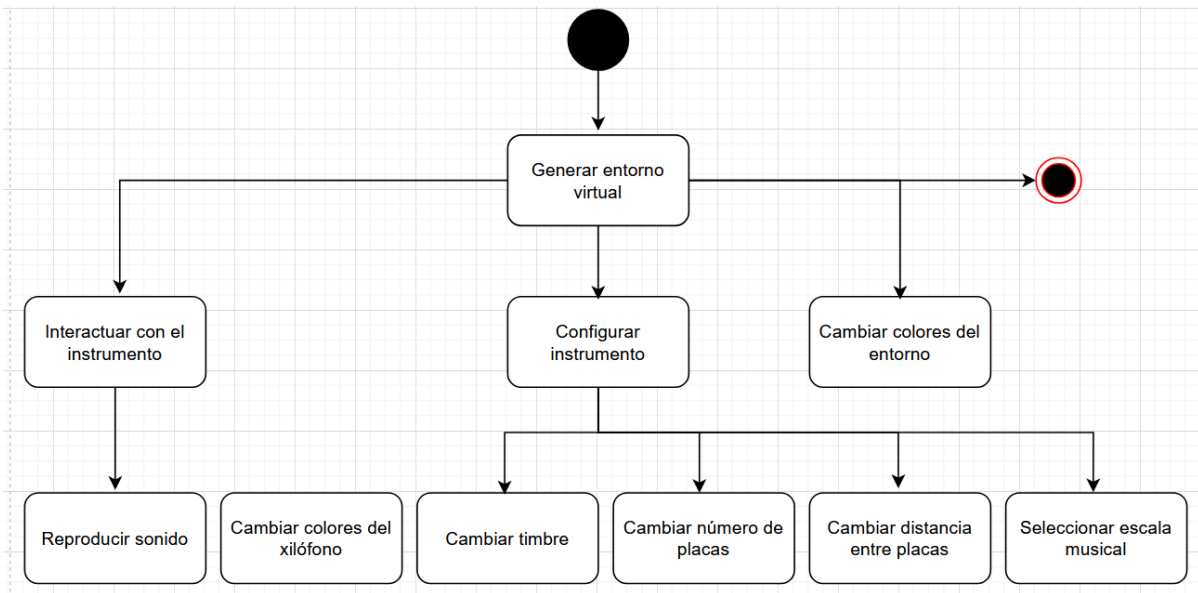 Generar entorno
virtual
Interactuar con el
instrumento
Configurar
instrumento
Cambiar colores del
entorno
Reproducir sonido
Cambiar colores del
xilófono
Cambiar timbre
Cambiar número de
placas
Cambiar distancia
entre placas
Seleccionar escala
musical